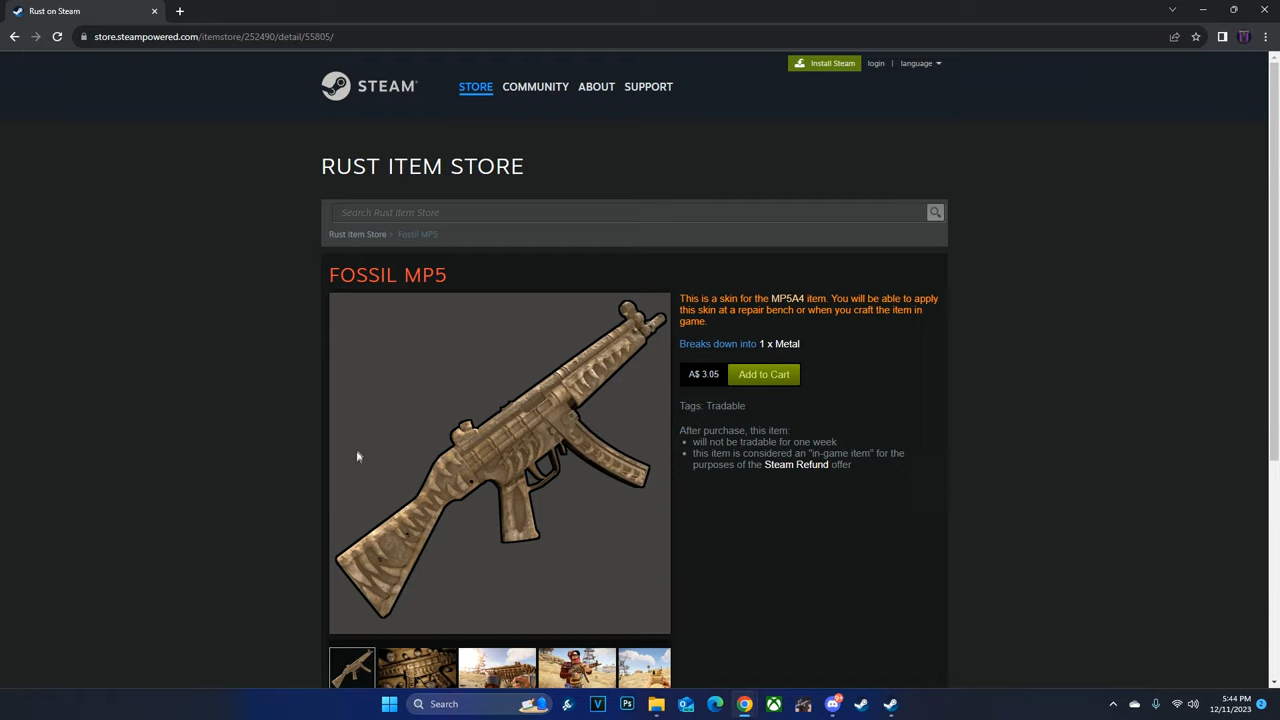 Rust on Steam
store.steampowered.com/itemstore/252490/detail/55805/
Install Steam
login | language
STEAM
STORE COMMUNITY ABOUT SUPPORT
RUST ITEM STORE
Search Rust Item Store
Rust Item Store > Fossil MP5
FOSSIL MP5
This is a skin for the MP5A4 item. You will be able to apply
this skin at a repair bench or when you craft the item in
game.
Breaks down into 1 x Metal
A$ 3.05 Add to Cart
Tags: Tradable
After purchase, this item:
• will not be tradable for one week
• this item is considered an "in-game item" for the
purposes of the Steam Refund offer
Search
V
Ps
9+
5:44 PM
12/11/2023
2